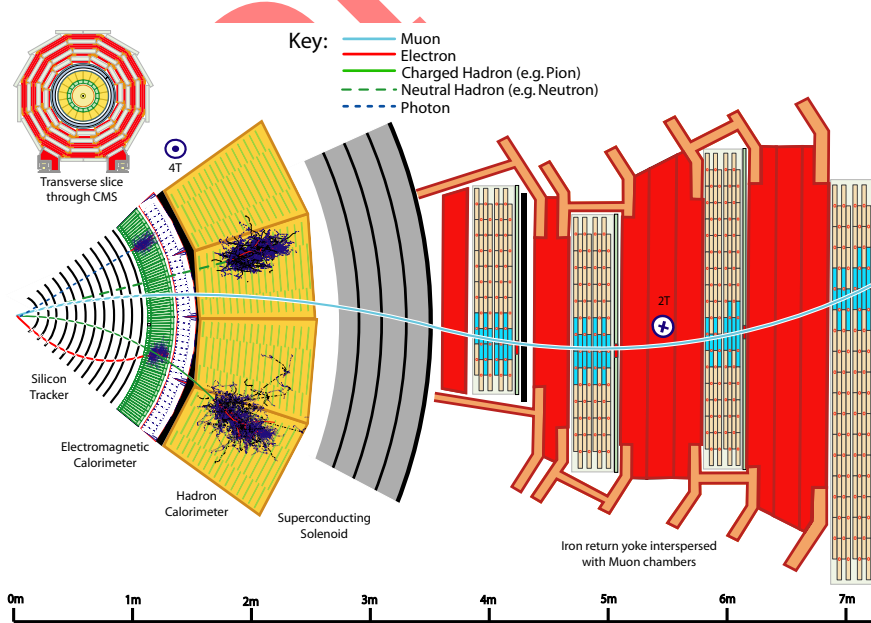 Key:
Muon
Electron
Charged Hadron (e.g. Pion)
Neutral Hadron (e.g. Neutron)
Photon
Transverse slice
through CMS
4T
2T
Silicon
Tracker
Electromagnetic
Calorimeter
Hadron
Calorimeter
Superconducting
Solenoid
Iron return yoke interspersed
with Muon chambers
0m
1m
2m
3m
4m
5m
6m
7m